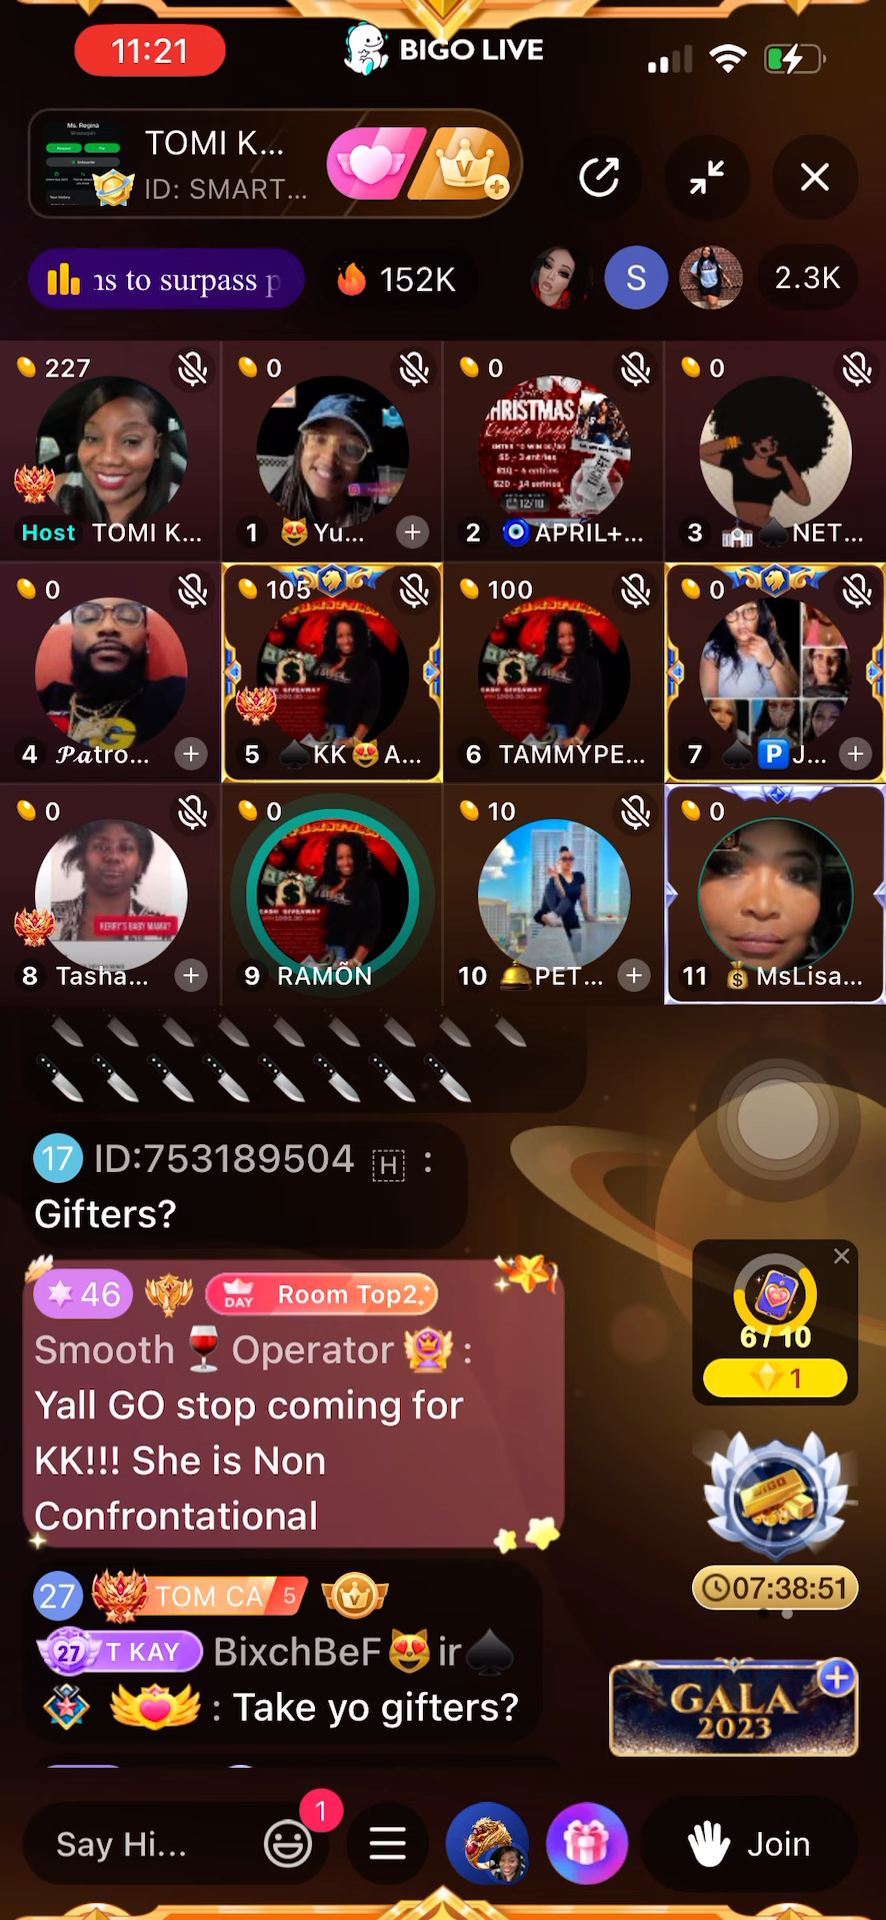 11:21
BIGO LIVE
TOMI K...
ID: SMART...
ns to surpass p
152K
S
2.3K
227
0
0
0
Host TOMI K...
1 😻Yu...
2 🧿APRIL+...
3 🏫♠️NET...
0
105
100
0
4 𝒫𝒶tro...
5 ♠️KK😻A...
6 TAMMYPE...
7 ♠️🅿️J...
0
0
10
0
8 Tasha...
9 RAMÕN
10 🛎️PET...
11 💰MsLisa...
🔪🔪🔪🔪🔪🔪🔪🔪🔪
🔪🔪🔪🔪🔪🔪🔪🔪
17 ID:753189504 H :
Gifters?
46 DAY Room Top2
Smooth🍷Operator :
Yall GO stop coming for
KK!!! She is Non
Confrontational
6/10
1
07:38:51
27 TOM CA 5
27 T KAY BixchBeF😻ir♠️
: Take yo gifters?
GALA
2023
Say Hi...
1
Join